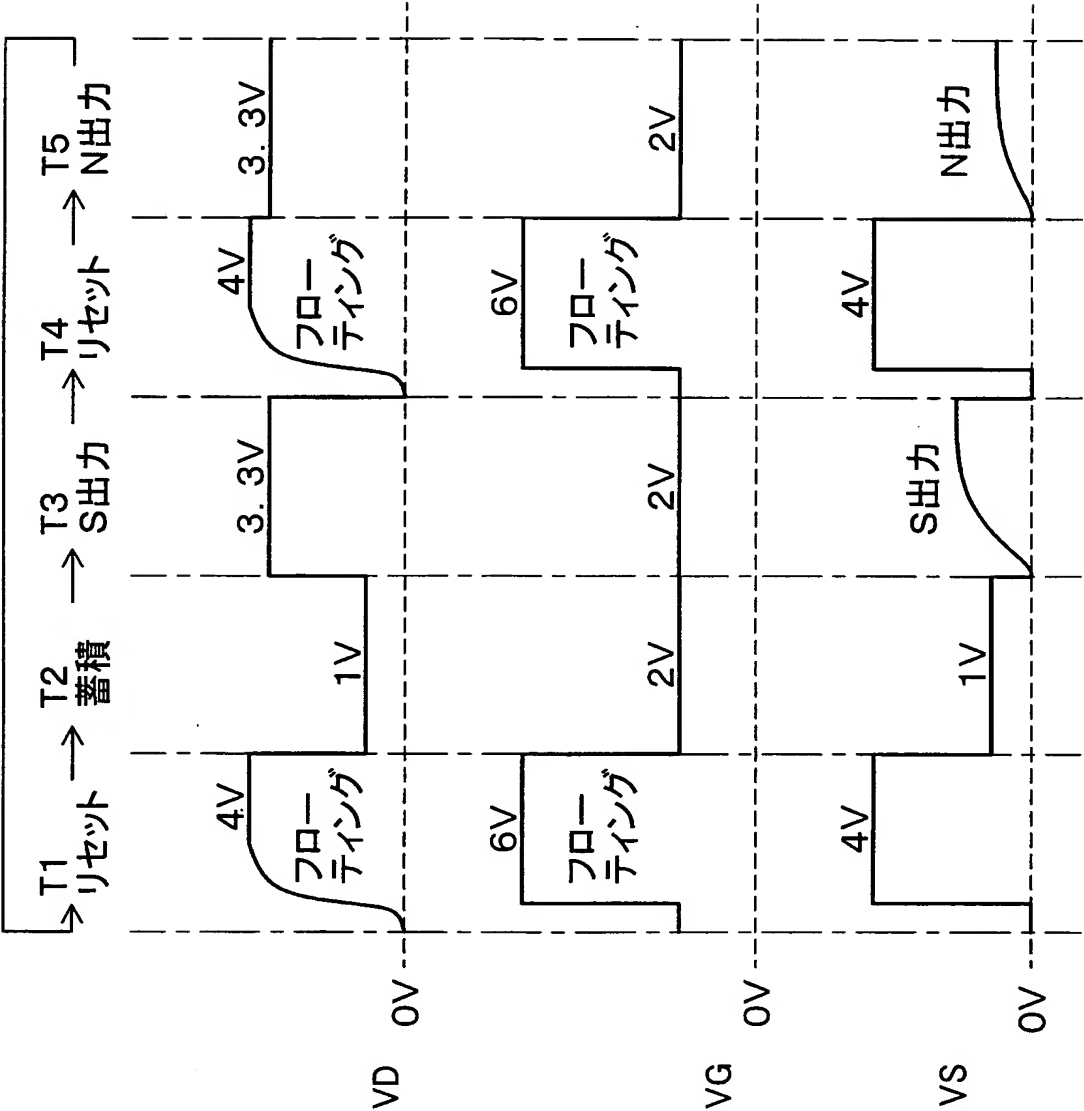 T1
リセット
→
T2
蓄積
→
T3
S出力
→
T4
リセット
→
T5
N出力
VD
0V
4V
フロー
ティング
1V
3. 3V
4V
フロー
ティング
3. 3V
VG
0V
6V
フロー
ティング
2V
2V
6V
フロー
ティング
2V
VS
0V
4V
1V
S出力
4V
N出力